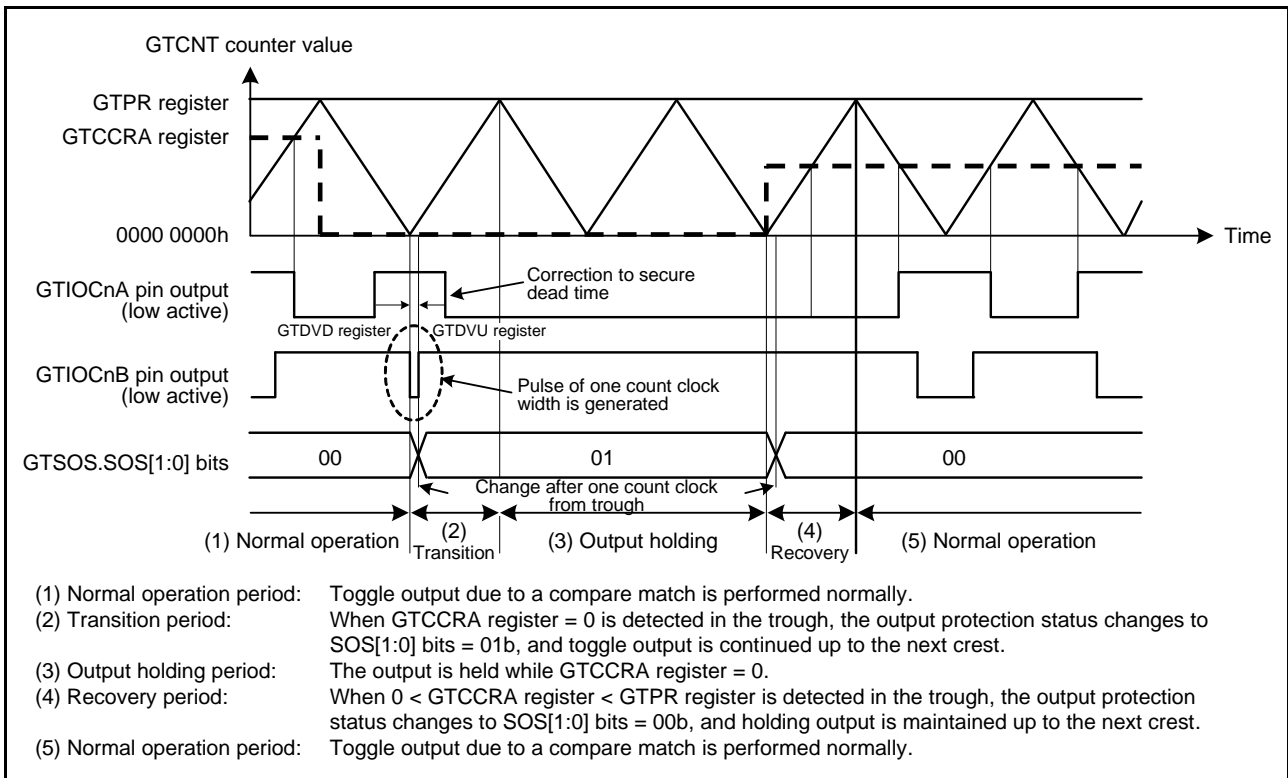 GTCNT counter value
GTPR register
GTCCRA register
0000 0000h
Time
GTIOCnA pin output
(low active)
Correction to secure
dead time
GTDVD register
GTDVU register
GTIOCnB pin output
(low active)
Pulse of one count clock
width is generated
GTSOS.SOS[1:0] bits
00
01
00
Change after one count clock
from trough
(1) Normal operation
(2)
Transition
(3) Output holding
(4)
Recovery
(5) Normal operation
(1) Normal operation period: Toggle output due to a compare match is performed normally.
(2) Transition period: When GTCCRA register = 0 is detected in the trough, the output protection status changes to
SOS[1:0] bits = 01b, and toggle output is continued up to the next crest.
(3) Output holding period: The output is held while GTCCRA register = 0.
(4) Recovery period: When 0 < GTCCRA register < GTPR register is detected in the trough, the output protection
status changes to SOS[1:0] bits = 00b, and holding output is maintained up to the next crest.
(5) Normal operation period: Toggle output due to a compare match is performed normally.